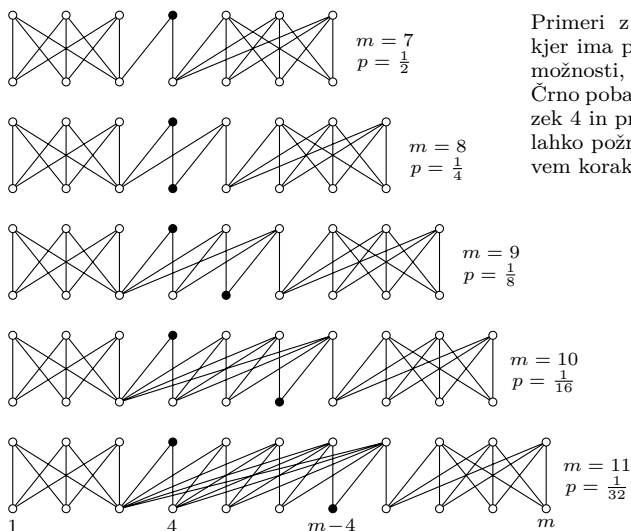 Primeri z
kjer ima p
možnosti,
Črno poba
zek 4 in pr
lahko požr
vem korak
m = 7
p = 1/2
m = 8
p = 1/4
m = 9
p = 1/8
m = 10
p = 1/16
m = 11
p = 1/32
1 4 m−4 m